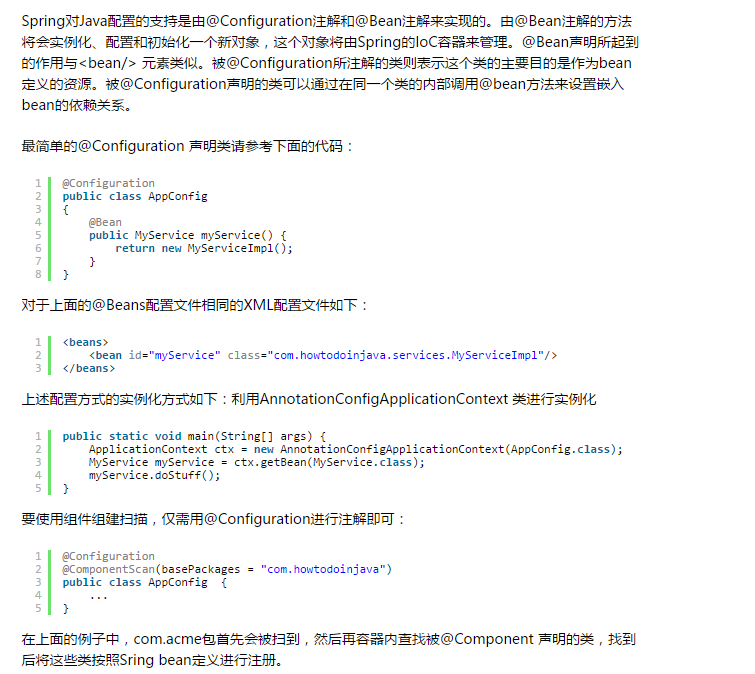 Spring对Java配置的支持是由@Configuration注解和@Bean注解来实现的。由@Bean注解的方法
将会实例化、配置和初始化一个新对象，这个对象将由Spring的IoC容器来管理。@Bean声明所起到
的作用与<bean/> 元素类似。被@Configuration所注解的类则表示这个类的主要目的是作为bean
定义的资源。被@Configuration声明的类可以通过在同一个类的内部调用@bean方法来设置嵌入
bean的依赖关系。
最简单的@Configuration 声明类请参考下面的代码：
1 @Configuration
2 public class AppConfig
3 {
4     @Bean
5     public MyService myService() {
6         return new MyServiceImpl();
7     }
8 }
对于上面的@Beans配置文件相同的XML配置文件如下：
1 <beans>
2     <bean id="myService" class="com.howtodoinjava.services.MyServiceImpl"/>
3 </beans>
上述配置方式的实例化方式如下：利用AnnotationConfigApplicationContext 类进行实例化
1 public static void main(String[] args) {
2     ApplicationContext ctx = new AnnotationConfigApplicationContext(AppConfig.class);
3     MyService myService = ctx.getBean(MyService.class);
4     myService.doStuff();
5 }
要使用组件组建扫描，仅需用@Configuration进行注解即可：
1 @Configuration
2 @ComponentScan(basePackages = "com.howtodoinjava")
3 public class AppConfig  {
4     ...
5 }
在上面的例子中，com.acme包首先会被扫到，然后再容器内查找被@Component 声明的类，找到
后将这些类按照Sring bean定义进行注册。